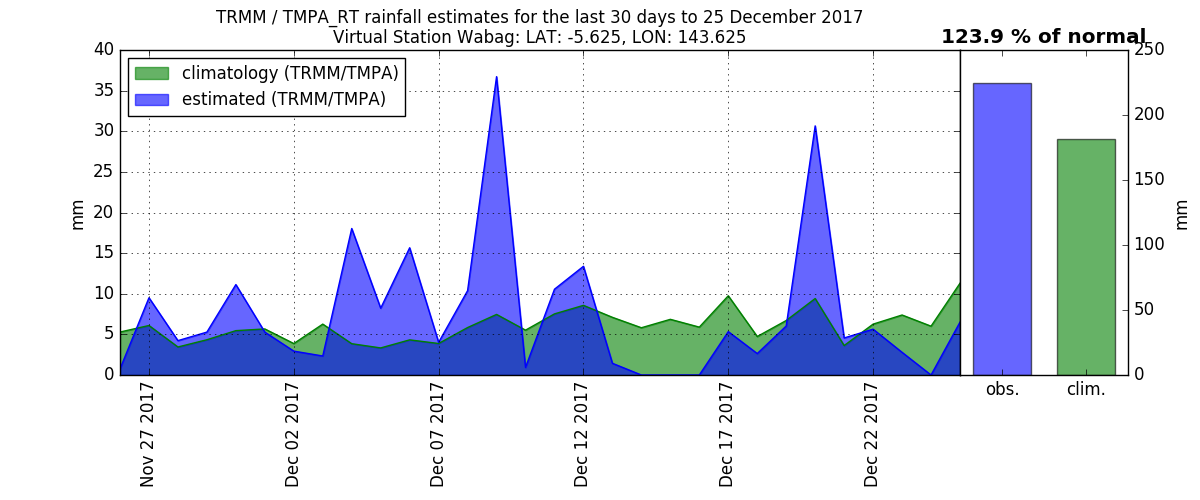 TRMM / TMPA_RT rainfall estimates for the last 30 days to 25 December 2017
Virtual Station Wabag: LAT: -5.625, LON: 143.625
123.9 % of normal
climatology (TRMM/TMPA)
estimated (TRMM/TMPA)
40
35
30
25
20
15
10
5
0
mm
Nov 27 2017
Dec 02 2017
Dec 07 2017
Dec 12 2017
Dec 17 2017
Dec 22 2017
250
200
150
100
50
0
mm
obs.
clim.